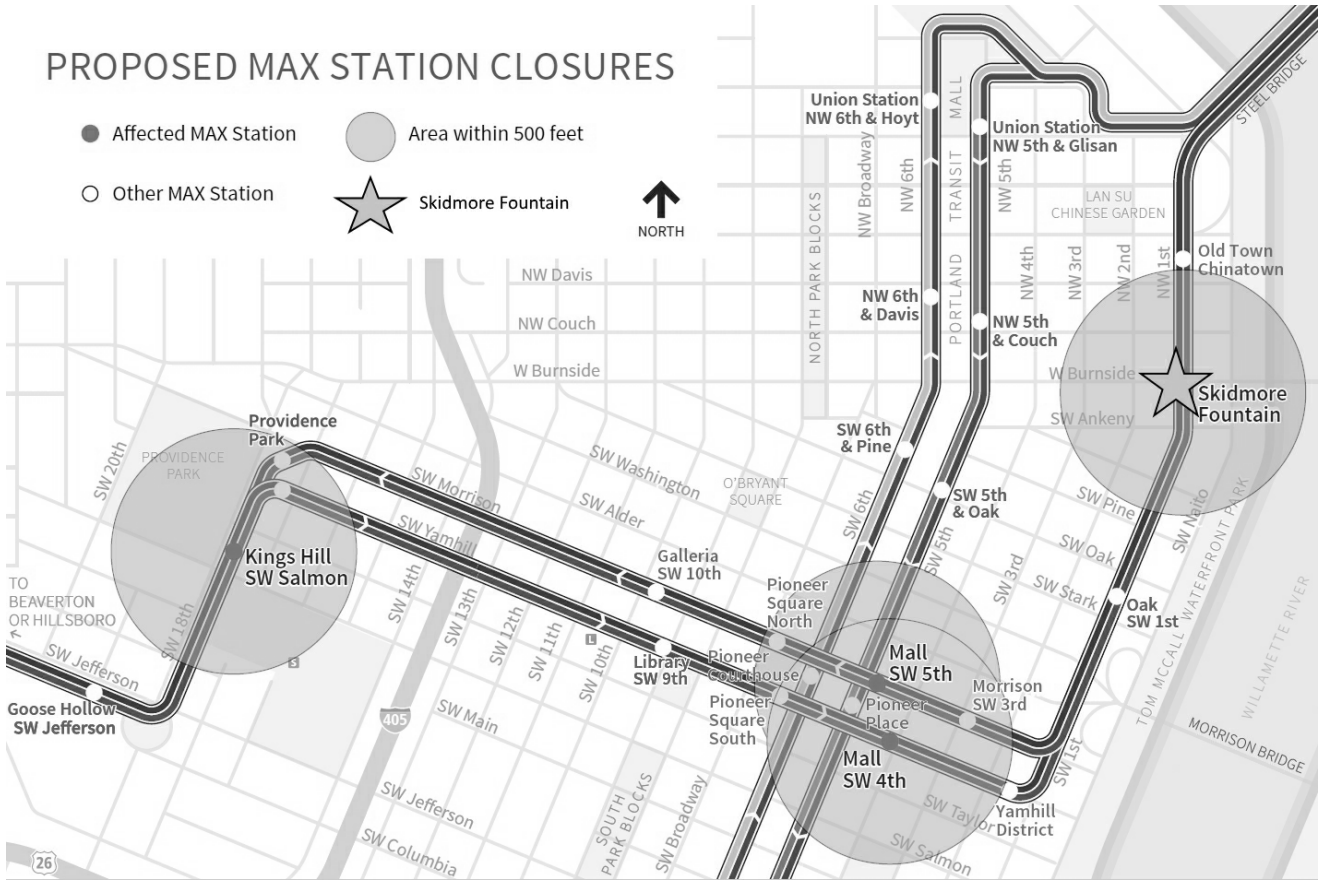 PROPOSED MAX STATION CLOSURES
Affected MAX Station
Area within 500 feet
Other MAX Station
Skidmore Fountain
NORTH
Union Station
NW 6th & Hoyt
MALL
TRANSIT
PORTLAND
Union Station
NW 5th & Glisan
STEEL BRIDGE
NW Broadway
NW 6th
NW 5th
NORTH PARK BLOCKS
LAN SU
CHINESE GARDEN
NW 4th
NW 3rd
NW 2nd
NW 1st
Old Town
Chinatown
NW Davis
NW Couch
W Burnside
NW 6th
& Davis
NW 5th
& Couch
W Burnside
SW Ankeny
Skidmore
Fountain
Providence
Park
PROVIDENCE
PARK
SW 20th
SW 6th
& Pine
SW Washington
O'BRYANT
SQUARE
SW Morrison
SW Alder
SW Yamhill
SW 5th
& Oak
SW 6th
SW 5th
SW Pine
SW Oak
SW Stark
SW 3rd
SW Naito
TOM MCCALL WATERFRONT PARK
WILLAMETTE RIVER
Kings Hill
SW Salmon
Galleria
SW 10th
Pioneer
Square
North
Oak
SW 1st
TO
BEAVERTON
OR HILLSBORO
SW 18th
SW 14th
SW 13th
SW 12th
SW 11th
SW 10th
L
S
SW Jefferson
Goose Hollow
SW Jefferson
Library
SW 9th
Pioneer
Courthouse
Mall
SW 5th
Pioneer
Square
South
Pioneer
Place
Morrison
SW 3rd
405
SW Main
Mall
SW 4th
SW 1st
MORRISON BRIDGE
SW Jefferson
SW Columbia
SOUTH
PARK BLOCKS
SW Broadway
SW Taylor
SW Salmon
Yamhill
District
26